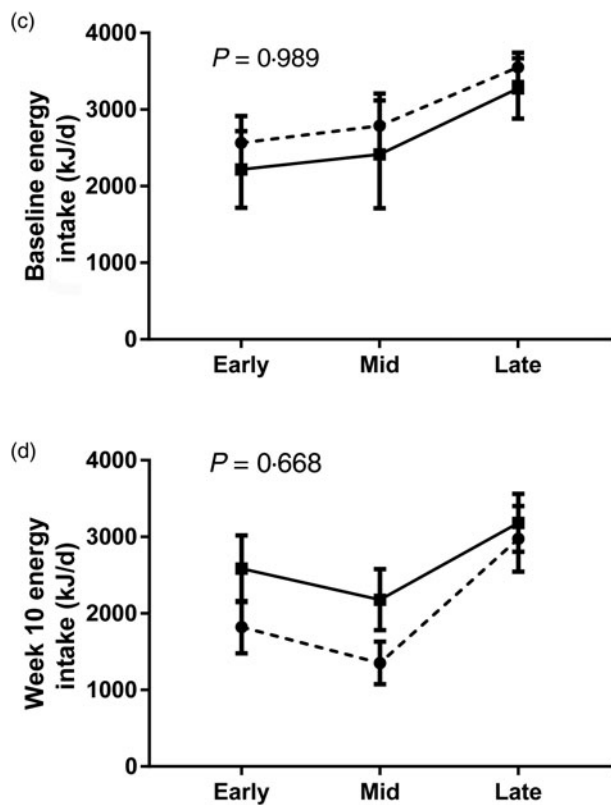 (c)
P = 0·989
4000
3000
2000
1000
0
Baseline energy
intake (kJ/d)
Early Mid Late
(d)
P = 0·668
4000
3000
2000
1000
0
Week 10 energy
intake (kJ/d)
Early Mid Late